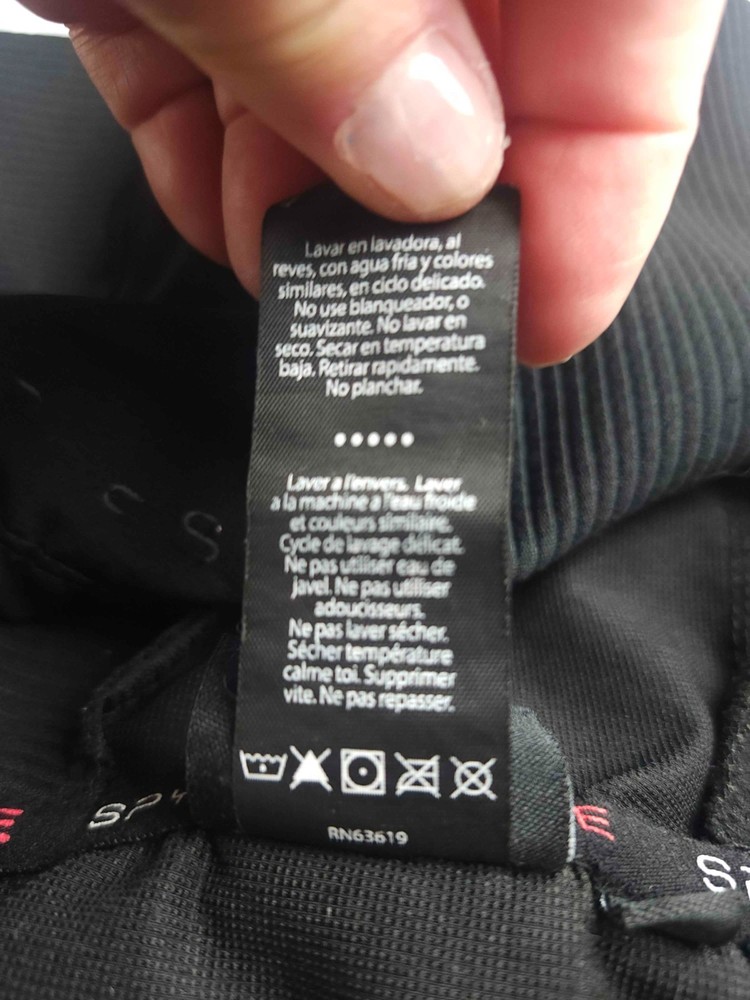 Lavar en lavadora, al
reves, con agua fria y colores
similares, en ciclo delicado.
No use blanqueador, o
suavizante. No lavar en
seco. Secar en temperatura
baja. Retirar rapidamente.
No planchar.
Laver a l'envers. Laver
a la machine a l'eau froide
et couleurs similaire.
Cycle de lavage délicat.
Ne pas utiliser eau de
javel. Ne pas utiliser
adoucisseurs.
Ne pas laver sécher.
Sécher température
calme toi. Supprimer
vite. Ne pas repasser.
RN63619